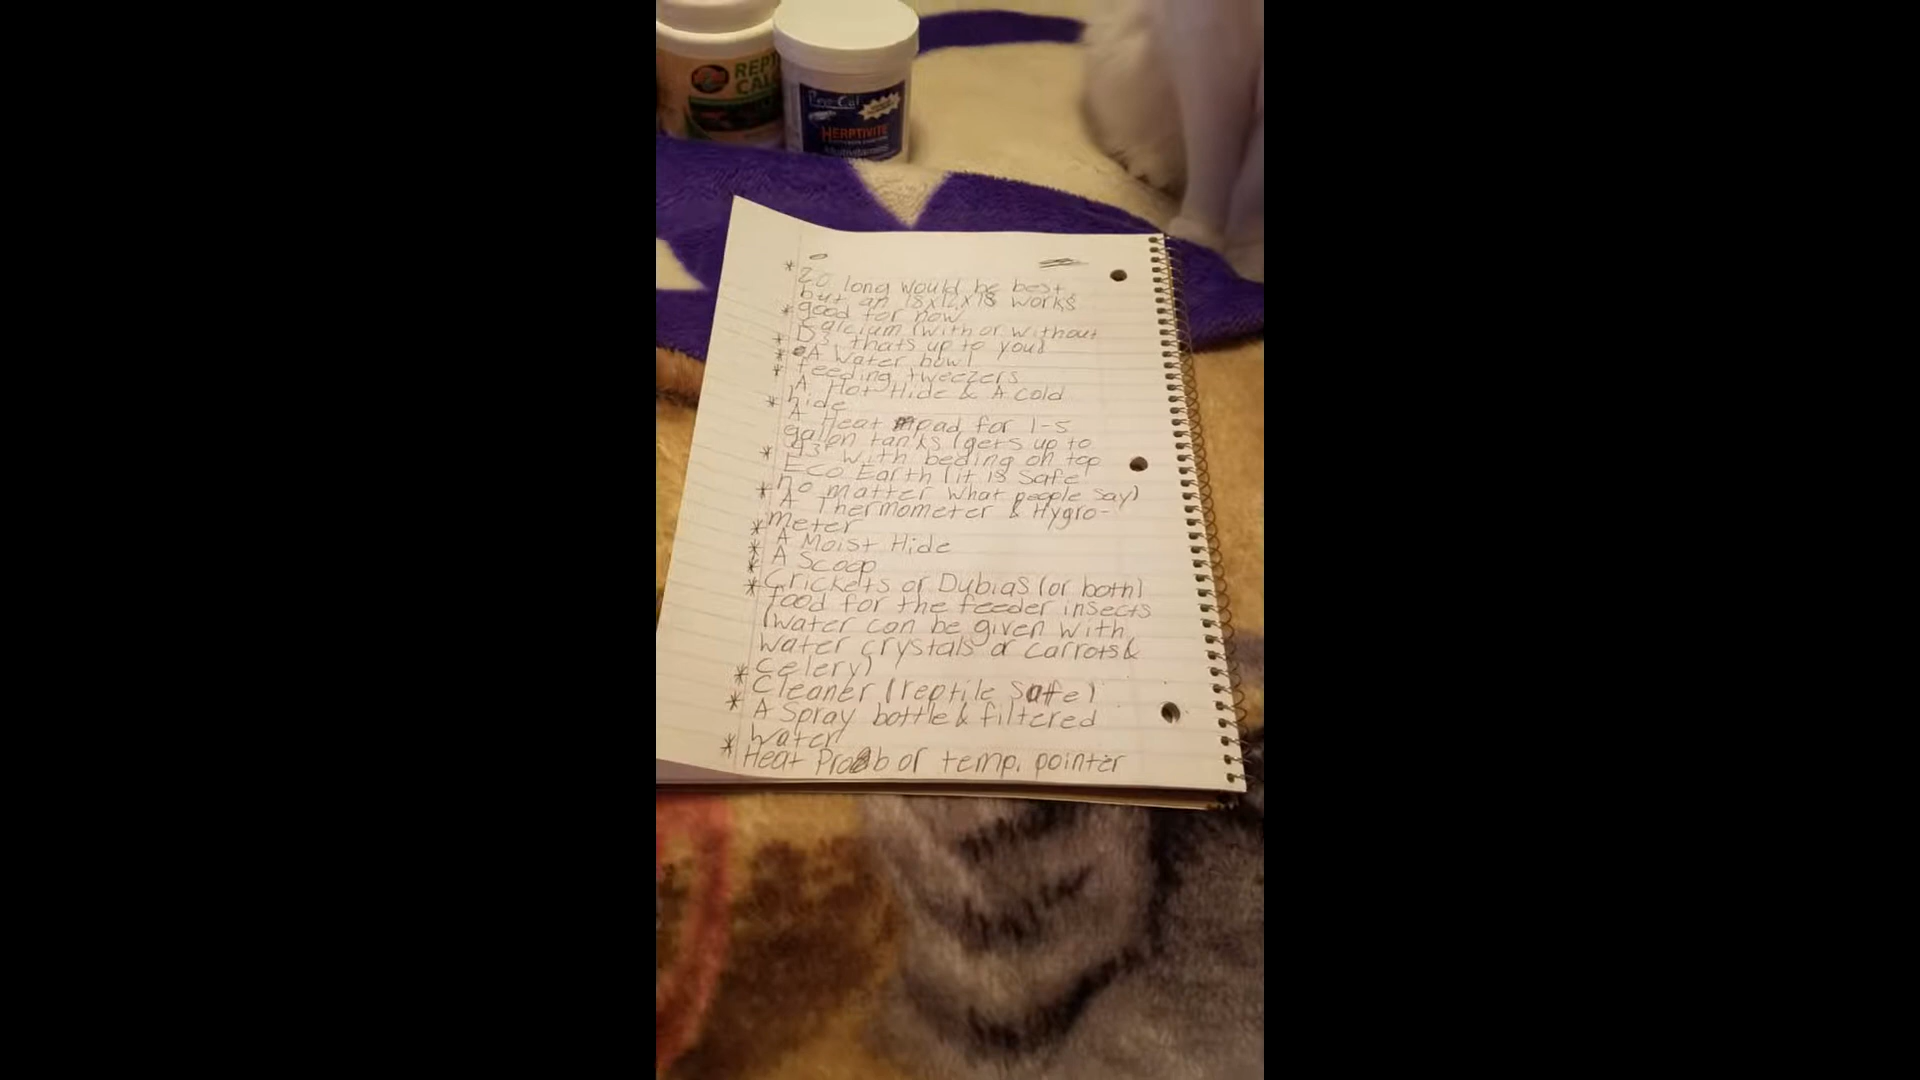 REPT
CALC
Rep-Cal
HERPTIVITE
Multivitamins
* 20 long would be best
but an 18x12x18 works
good for now
* Calcium (with or without
D3, thats up to you)
* A Water bowl
* feeding tweezers
* A Hot Hide & A cold
hide
* A Heat pad for 1-5
gallon tanks (gets up to
93° with beding on top
* Eco Earth (it is safe
no matter what people say)
* A Thermometer & Hygro-
meter
* A Moist Hide
* A Scoop
* Crickets or Dubias (or both)
* food for the feeder insects
(water can be given with
water crystals or carrots &
celery)
* Cleaner (reptile safe)
* A Spray bottle & filtered
water
* Heat Prob or temp. pointer